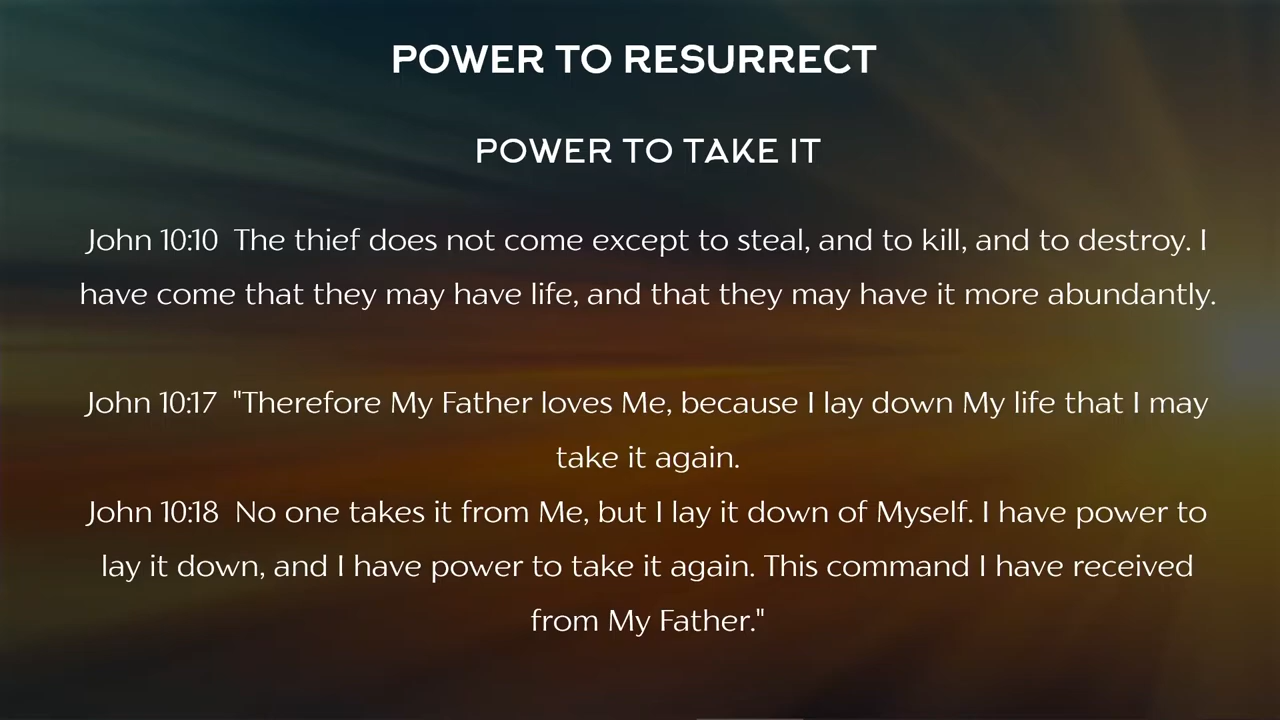 POWER TO RESURRECT
POWER TO TAKE IT
John 10:10  The thief does not come except to steal, and to kill, and to destroy. I
have come that they may have life, and that they may have it more abundantly.
John 10:17  "Therefore My Father loves Me, because I lay down My life that I may
take it again.
John 10:18  No one takes it from Me, but I lay it down of Myself. I have power to
lay it down, and I have power to take it again. This command I have received
from My Father."